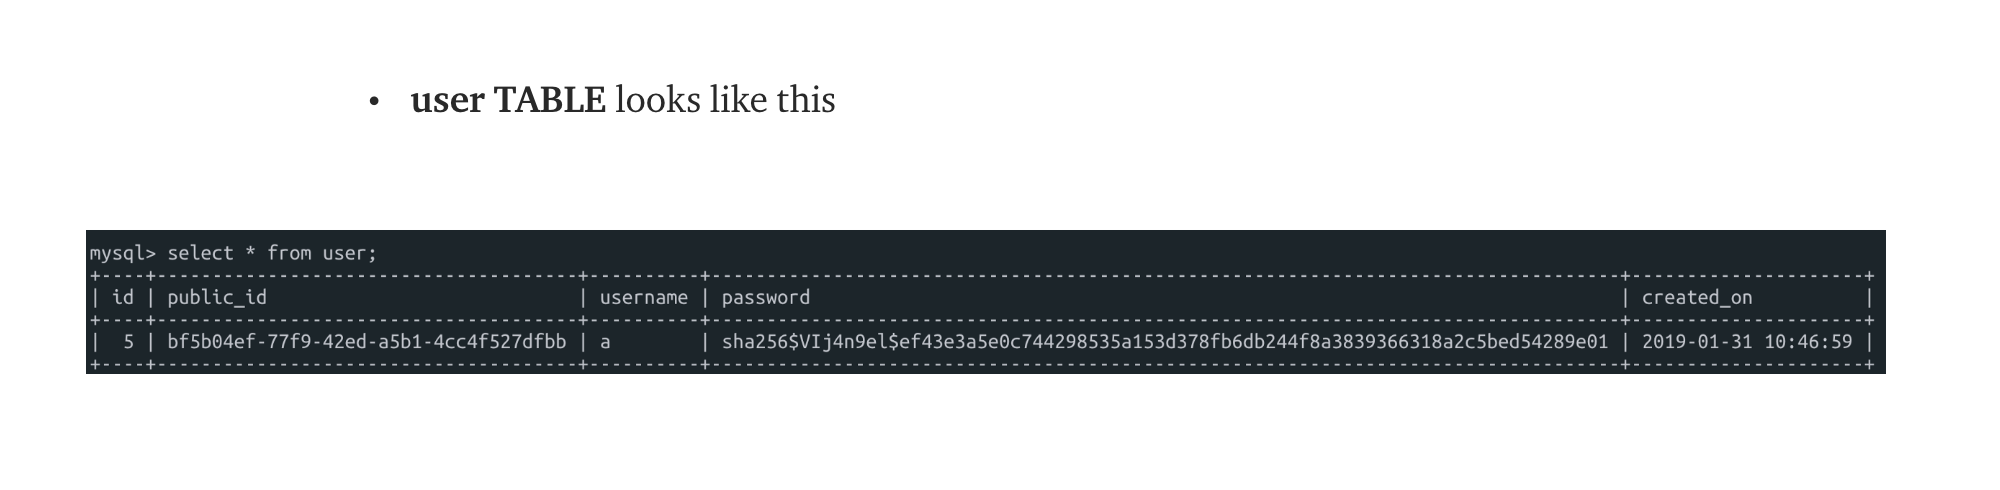 • user TABLE looks like this
mysql> select * from user;
+----+--------------------------------------+----------+----------------------------------------------------------------------------------+---------------------+
| id | public_id                            | username | password                                                                         | created_on          |
+----+--------------------------------------+----------+----------------------------------------------------------------------------------+---------------------+
|  5 | bf5b04ef-77f9-42ed-a5b1-4cc4f527dfbb | a        | sha256$VIj4n9el$ef43e3a5e0c744298535a153d378fb6db244f8a3839366318a2c5bed54289e01 | 2019-01-31 10:46:59 |
+----+--------------------------------------+----------+----------------------------------------------------------------------------------+---------------------+